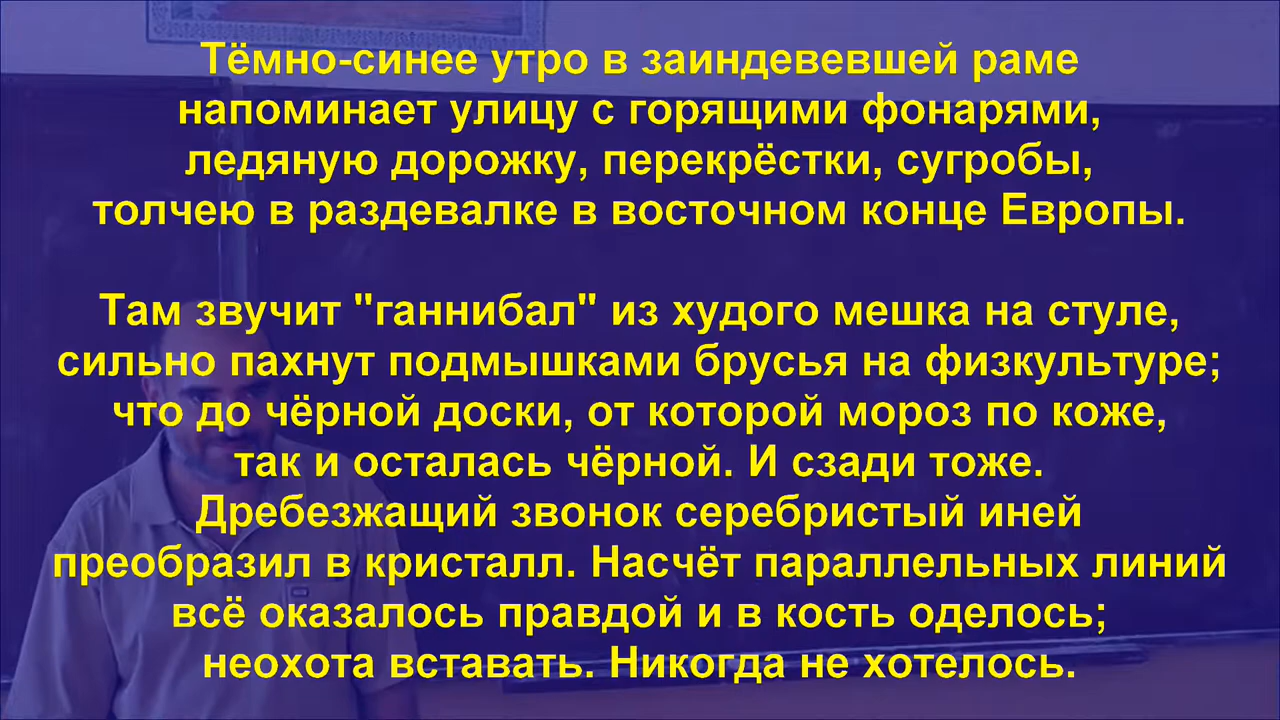 Тёмно-синее утро в заиндевевшей раме
напоминает улицу с горящими фонарями,
ледяную дорожку, перекрёстки, сугробы,
толчею в раздевалке в восточном конце Европы.
Там звучит "ганнибал" из худого мешка на стуле,
сильно пахнут подмышками брусья на физкультуре;
что до чёрной доски, от которой мороз по коже,
так и осталась чёрной. И сзади тоже.
Дребезжащий звонок серебристый иней
преобразил в кристалл. Насчёт параллельных линий
всё оказалось правдой и в кость оделось;
неохота вставать. Никогда не хотелось.